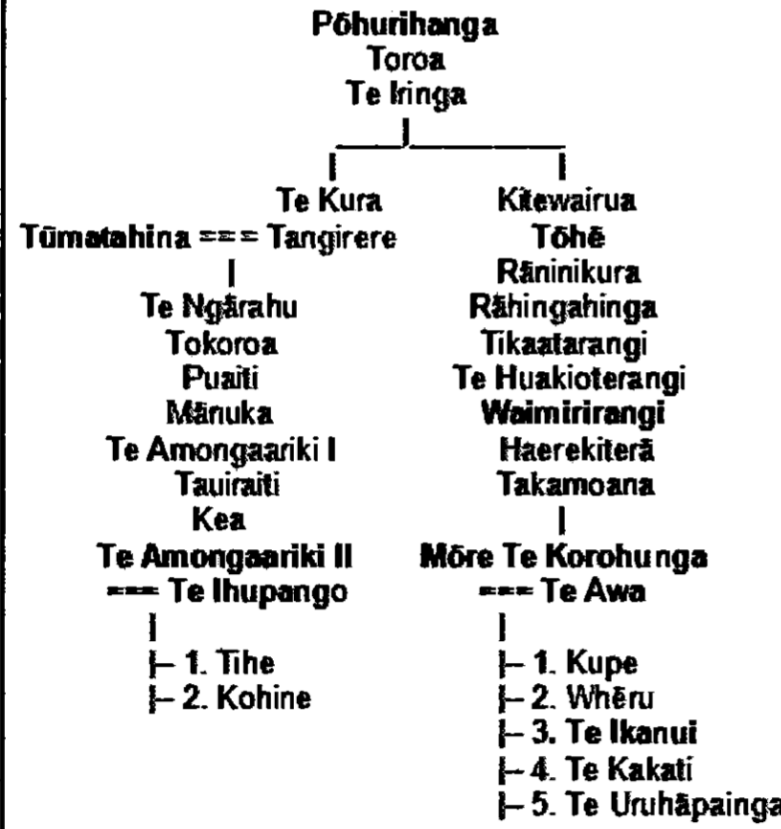 Pōhurihanga
Toroa
Te Iringa
Te Kura Kitewairua
Tūmatahina === Tangirere Tōhē
Rāninikura
Te Ngārahu Rāhingahinga
Tokoroa Tikaatarangi
Puaiti Te Huakioterangi
Mānuka Waimirirangi
Te Amongaariki I Haerekiterā
Tauiraiti Takamoana
Kea
Te Amongaariki II Mōre Te Korohunga
=== Te Ihupango === Te Awa
1. Tihe 1. Kupe
2. Kohine 2. Whēru
3. Te Ikanui
4. Te Kakati
5. Te Uruhāpainga